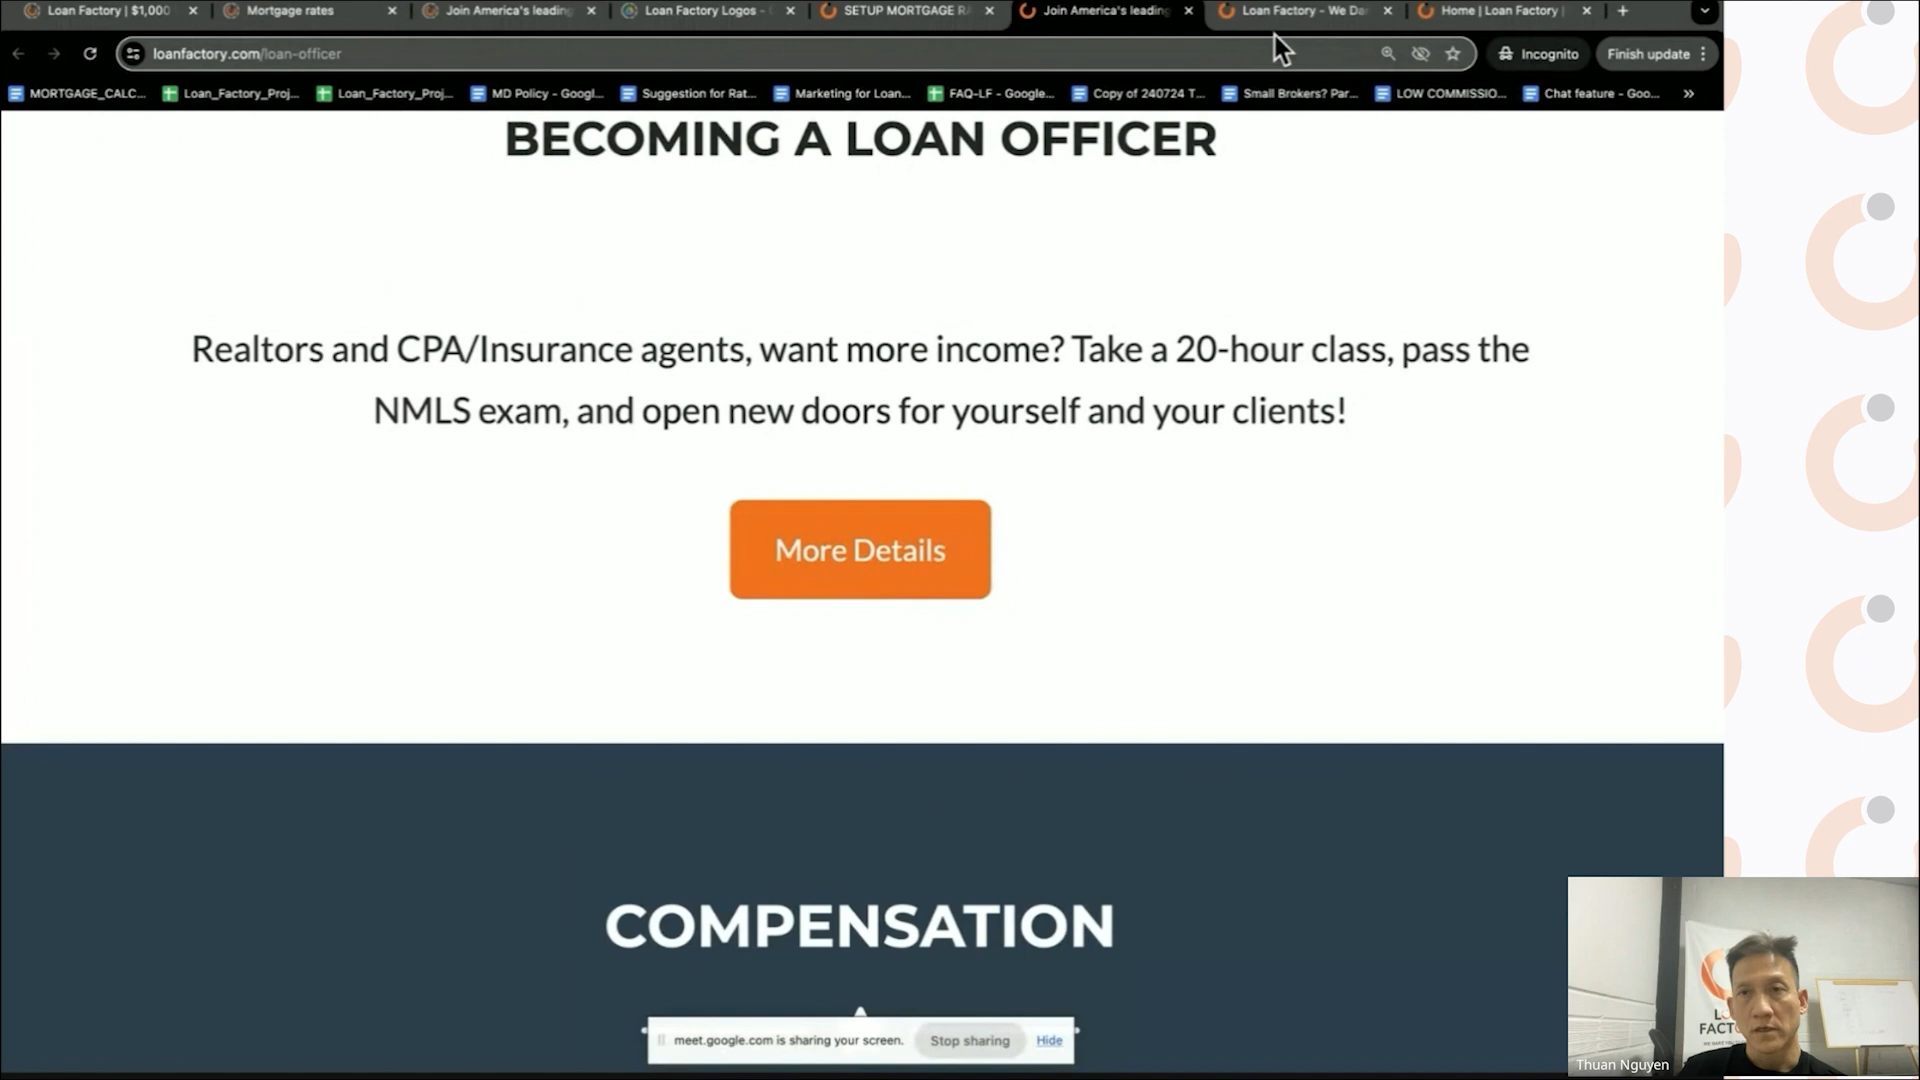 Loan Factory | $1,000
Mortgage rates
Join America's leading
Loan Factory Logos -
SETUP MORTGAGE RA
Join America's leading
Loan Factory - We Da
Home | Loan Factory |
loanfactory.com/loan-officer
Incognito
Finish update
MORTGAGE_CALC...
Loan_Factory_Proj...
Loan_Factory_Proj...
MD Policy - Googl...
Suggestion for Rat...
Marketing for Loan...
FAQ-LF - Google...
Copy of 240724 T...
Small Brokers? Par...
LOW COMMISSIO...
Chat feature - Goo...
BECOMING A LOAN OFFICER
Realtors and CPA/Insurance agents, want more income? Take a 20-hour class, pass the
NMLS exam, and open new doors for yourself and your clients!
More Details
COMPENSATION
meet.google.com is sharing your screen.
Stop sharing
Hide
Thuan Nguyen